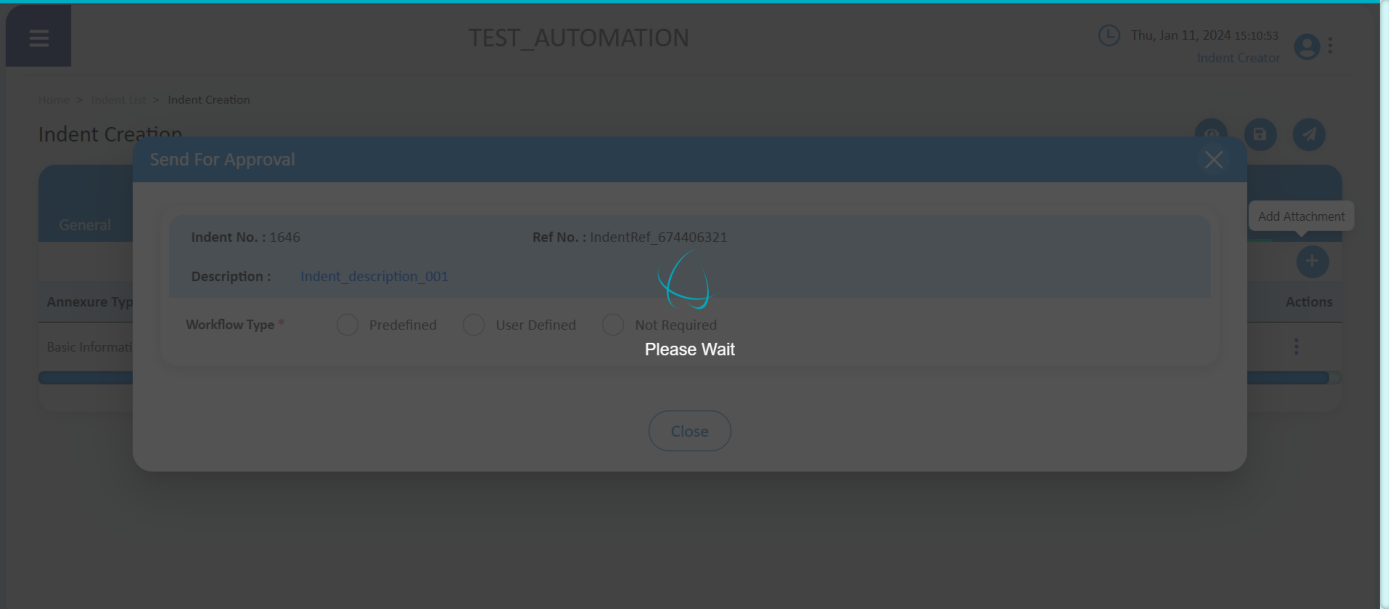 TEST_AUTOMATION
Thu, Jan 11, 2024 15:10:53
Indent Creator
Home > Indent List > Indent Creation
Indent Creation
Send For Approval
General
Add Attachment
Indent No. : 1646
Ref No. : IndentRef_674406321
Description :
Indent_description_001
Annexure Typ
Actions
Workflow Type *
Predefined
User Defined
Not Required
Basic Informati
Please Wait
Close